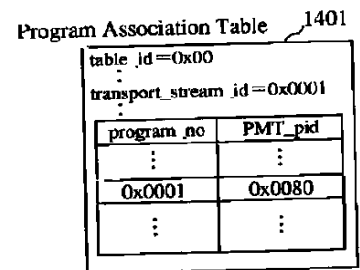 Program Association Table 1401
table_id=0x00
⋮
transport_stream_id=0x0001
⋮
program_no PMT_pid
⋮ ⋮
0x0001 0x0080
⋮ ⋮